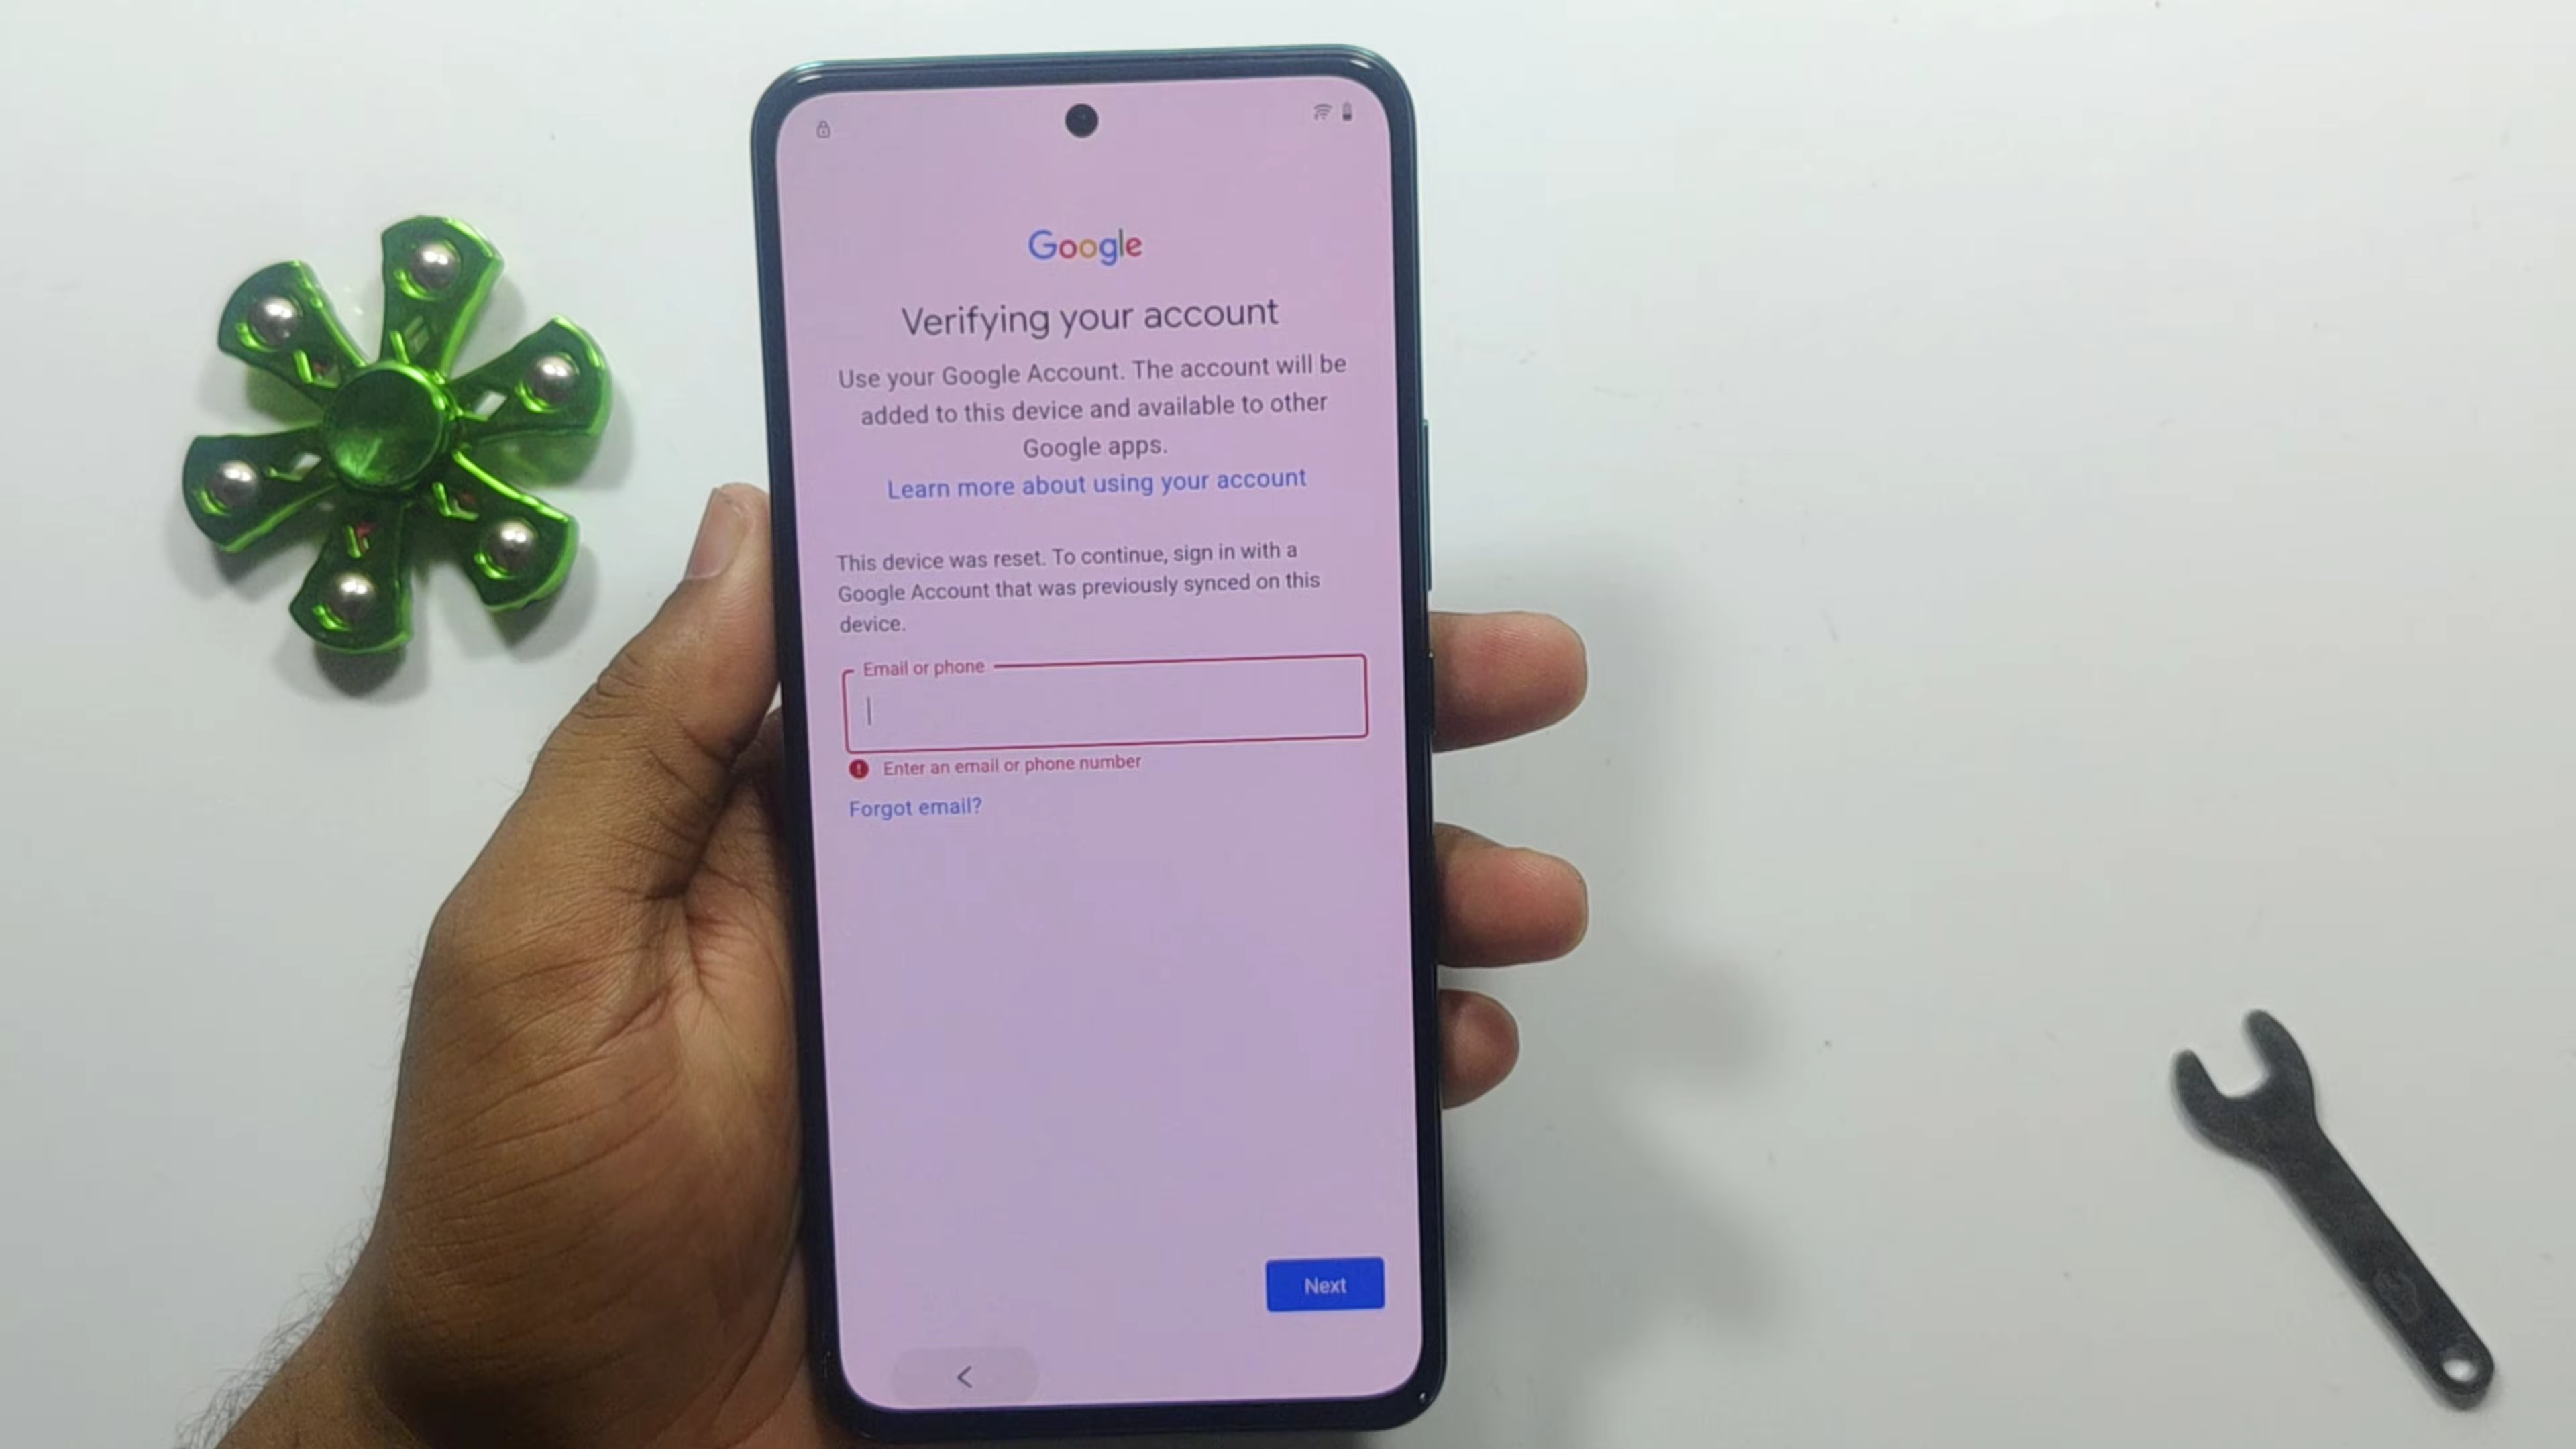 Google
Verifying your account
Use your Google Account. The account will be
added to this device and available to other
Google apps.
Learn more about using your account
This device was reset. To continue, sign in with a
Google Account that was previously synced on this
device.
Email or phone
Enter an email or phone number
Forgot email?
Next